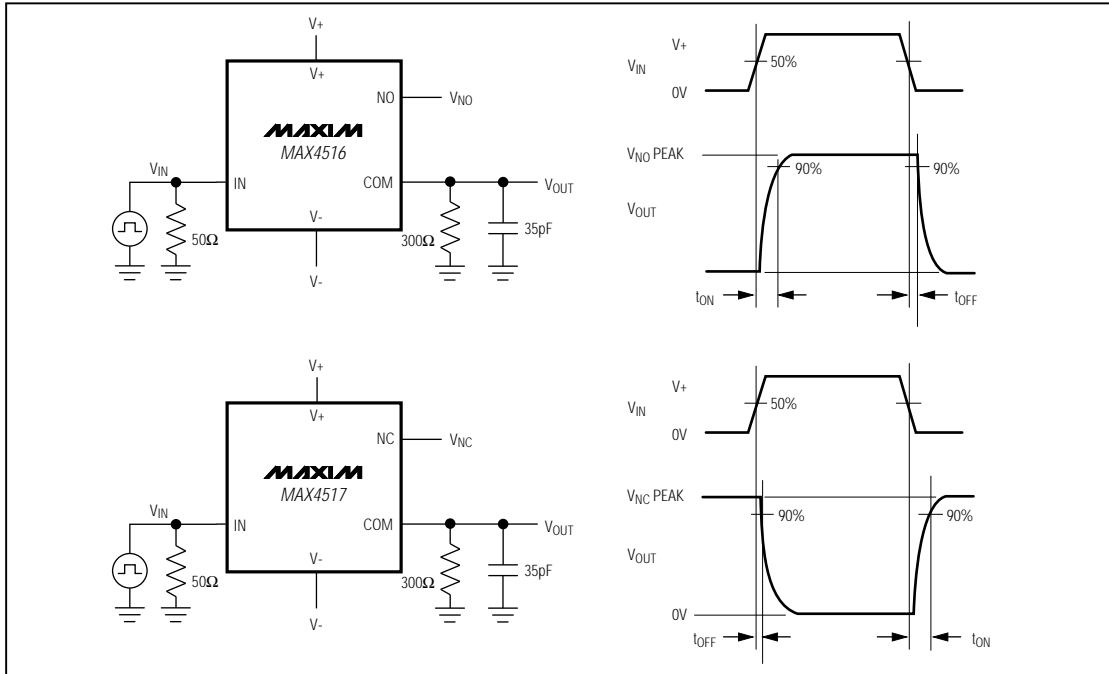 V+
V+
NO
VNO
MAXIM
MAX4516
VIN
IN
COM
VOUT
V-
50Ω
300Ω
35pF
V-
V+
VIN
50%
0V
VNO PEAK
90%
90%
VOUT
tON
tOFF
V+
V+
NC
VNC
MAXIM
MAX4517
VIN
IN
COM
VOUT
V-
50Ω
300Ω
35pF
V-
V+
VIN
50%
0V
VNC PEAK
90%
90%
VOUT
0V
tOFF
tON